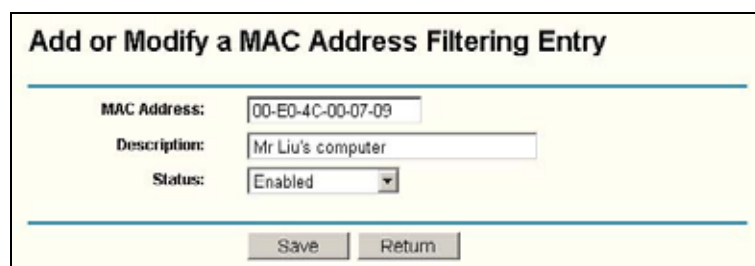 Add or Modify a MAC Address Filtering Entry
MAC Address: 00-E0-4C-00-07-09
Description: Mr Liu's computer
Status: Enabled
Save Return